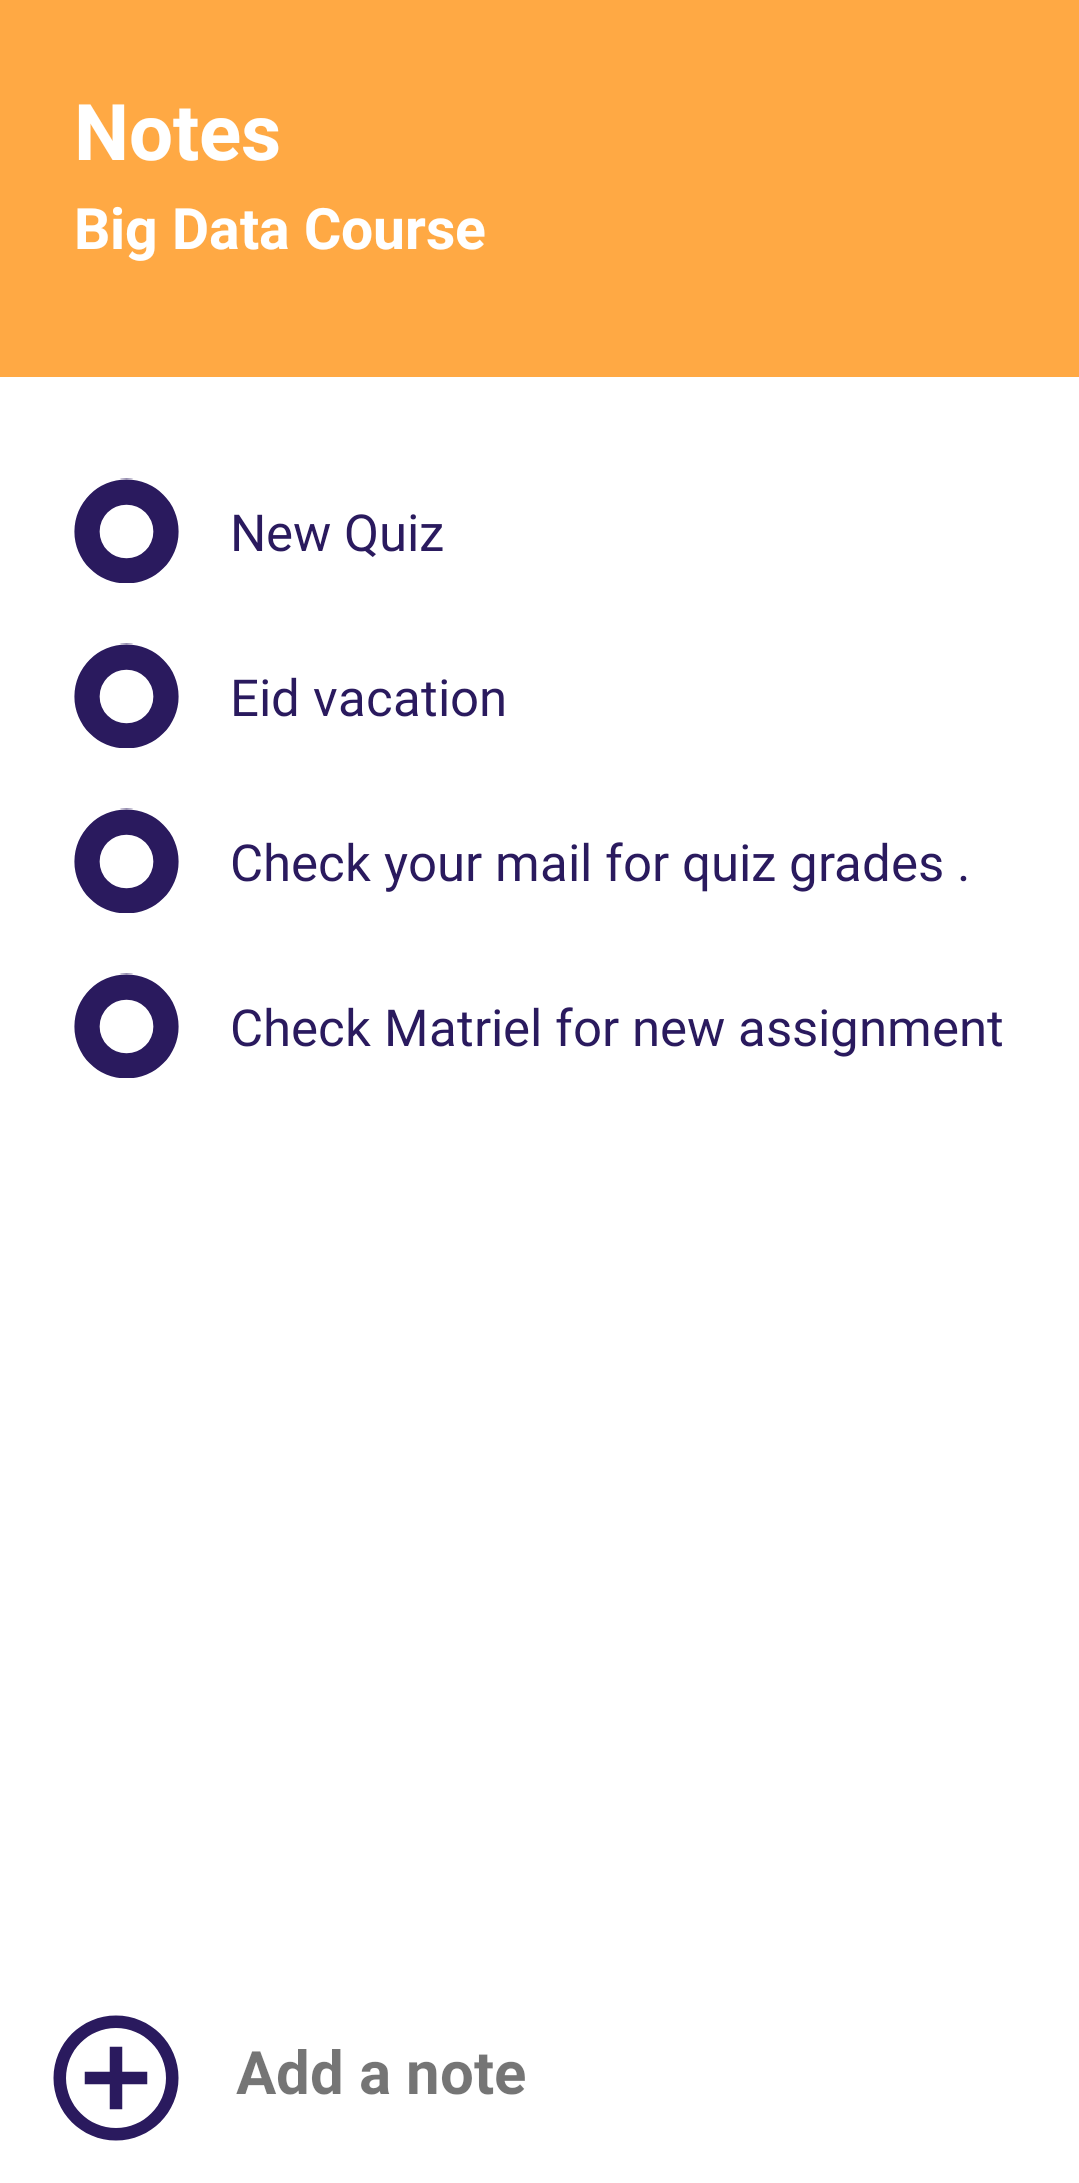 Notes
Big Data Course
New Quiz
Eid vacation
Check your mail for quiz grades .
Check Matriel for new assignment
Add a note